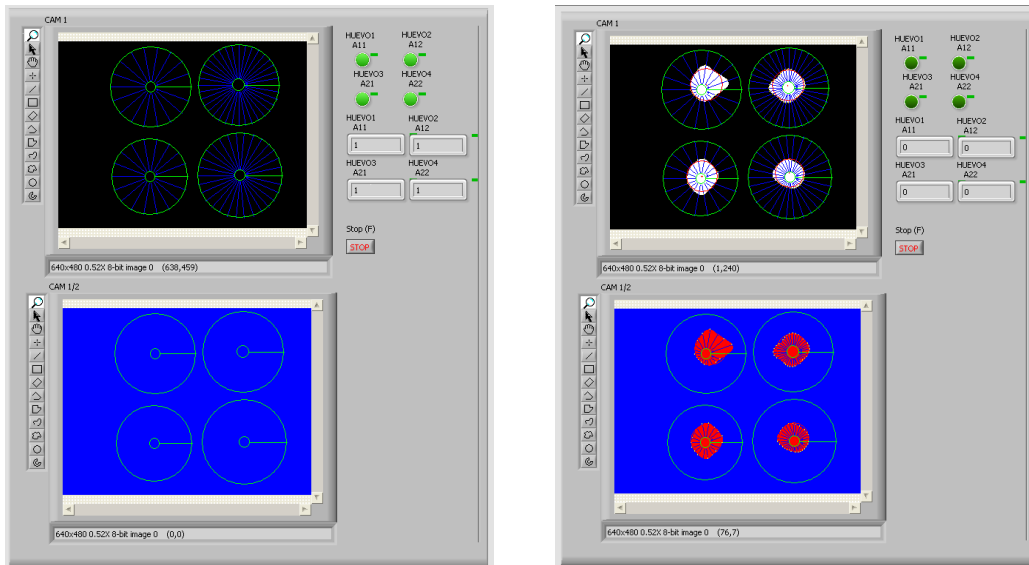 CAM 1
HUEVO1 HUEVO2
A11 A12
HUEVO3 HUEVO4
A21 A22
HUEVO1 HUEVO2
A11 A12
1 1
HUEVO3 HUEVO4
A21 A22
1 1
Stop (F)
STOP
640x480 0.52X 8-bit image 0 (638,459)
CAM 1/2
640x480 0.52X 8-bit image 0 (0,0)
CAM 1
HUEVO1 HUEVO2
A11 A12
HUEVO3 HUEVO4
A21 A22
HUEVO1 HUEVO2
A11 A12
0 0
HUEVO3 HUEVO4
A21 A22
0 0
Stop (F)
STOP
640x480 0.52X 8-bit image 0 (1,240)
CAM 1/2
640x480 0.52X 8-bit image 0 (76,7)